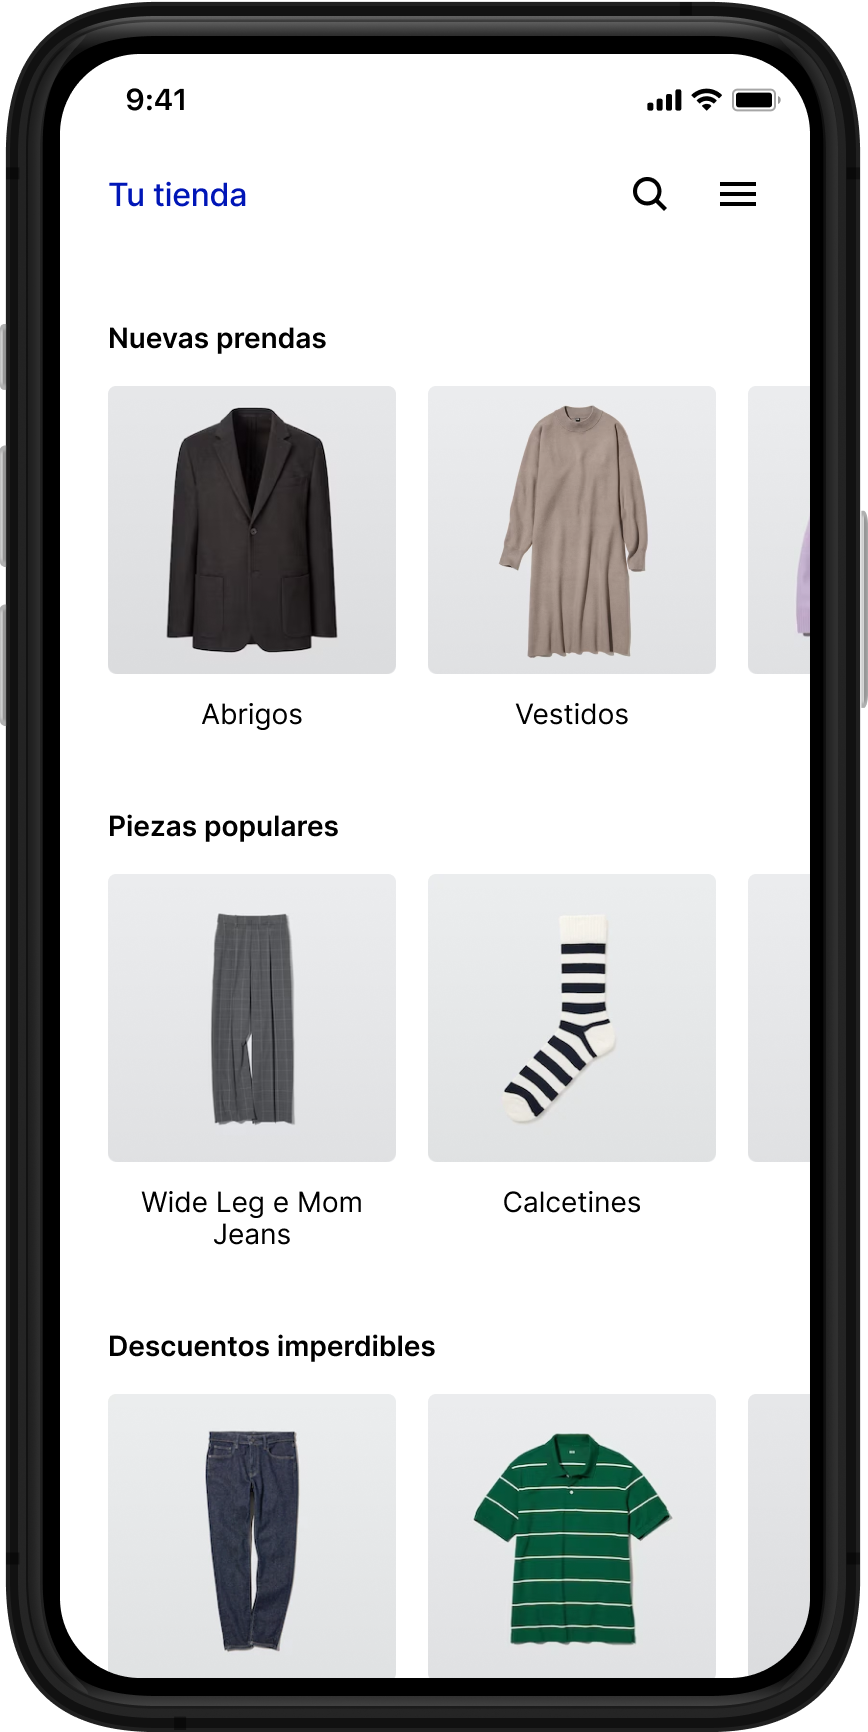 9:41
Tu tienda
Nuevas prendas
Abrigos
Vestidos
Piezas populares
Wide Leg e Mom
Jeans
Calcetines
Descuentos imperdibles